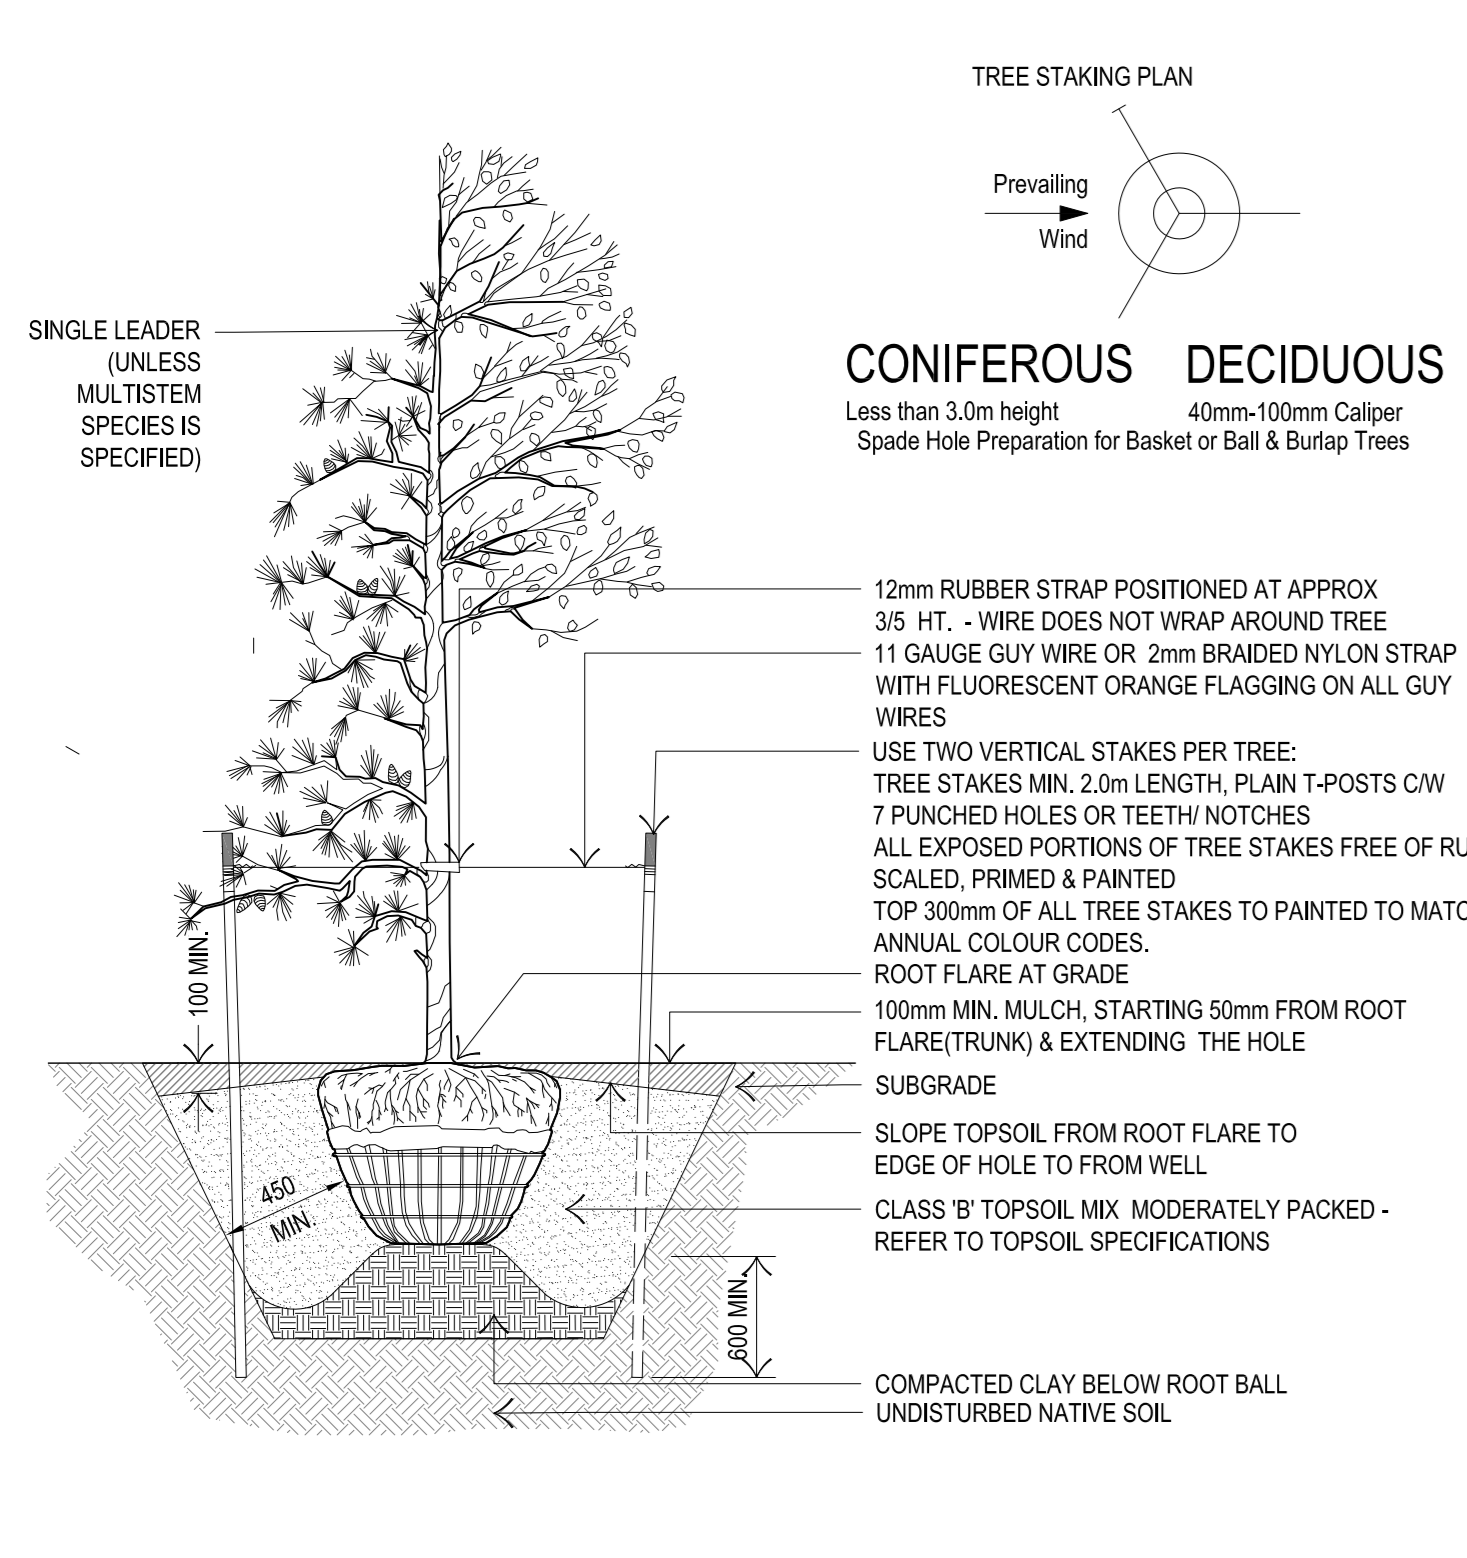 TREE STAKING PLAN
Prevailing
Wind
CONIFEROUS DECIDUOUS
Less than 3.0m height 40mm-100mm Caliper
Spade Hole Preparation for Basket or Ball & Burlap Trees
SINGLE LEADER
(UNLESS
MULTISTEM
SPECIES IS
SPECIFIED)
12mm RUBBER STRAP POSITIONED AT APPROX
3/5 HT. - WIRE DOES NOT WRAP AROUND TREE
11 GAUGE GUY WIRE OR 2mm BRAIDED NYLON STRAP
WITH FLUORESCENT ORANGE FLAGGING ON ALL GUY
WIRES
USE TWO VERTICAL STAKES PER TREE:
TREE STAKES MIN. 2.0m LENGTH, PLAIN T-POSTS C/W
7 PUNCHED HOLES OR TEETH/ NOTCHES
ALL EXPOSED PORTIONS OF TREE STAKES FREE OF RU
SCALED, PRIMED & PAINTED
TOP 300mm OF ALL TREE STAKES TO PAINTED TO MATC
ANNUAL COLOUR CODES.
ROOT FLARE AT GRADE
100mm MIN. MULCH, STARTING 50mm FROM ROOT
FLARE(TRUNK) & EXTENDING THE HOLE
SUBGRADE
SLOPE TOPSOIL FROM ROOT FLARE TO
EDGE OF HOLE TO FROM WELL
CLASS 'B' TOPSOIL MIX MODERATELY PACKED -
REFER TO TOPSOIL SPECIFICATIONS
COMPACTED CLAY BELOW ROOT BALL
UNDISTURBED NATIVE SOIL
100 MIN.
450
MIN.
600 MIN.